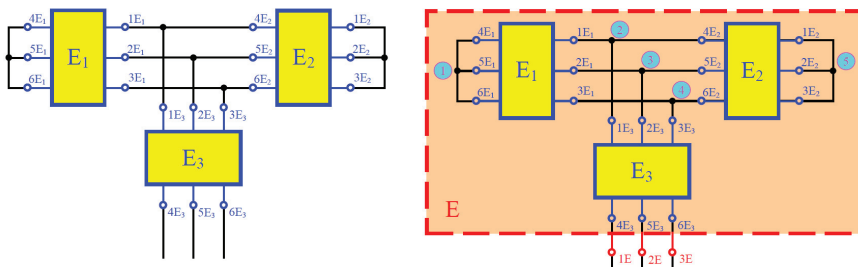 4E₁ 1E₁ 4E₂ 1E₂
5E₁ E₁ 2E₁ 5E₂ E₂ 2E₂
6E₁ 3E₁ 6E₂ 3E₂
1E₃ 2E₃ 3E₃
E₃
4E₃ 5E₃ 6E₃
4E₁ 1E₁ 2 4E₂ 1E₂
1 5E₁ E₁ 2E₁ 3 5E₂ E₂ 2E₂ 5
6E₁ 3E₁ 4 6E₂ 3E₂
1E₃ 2E₃ 3E₃
E₃
E
4E₃ 5E₃ 6E₃
1E 2E 3E